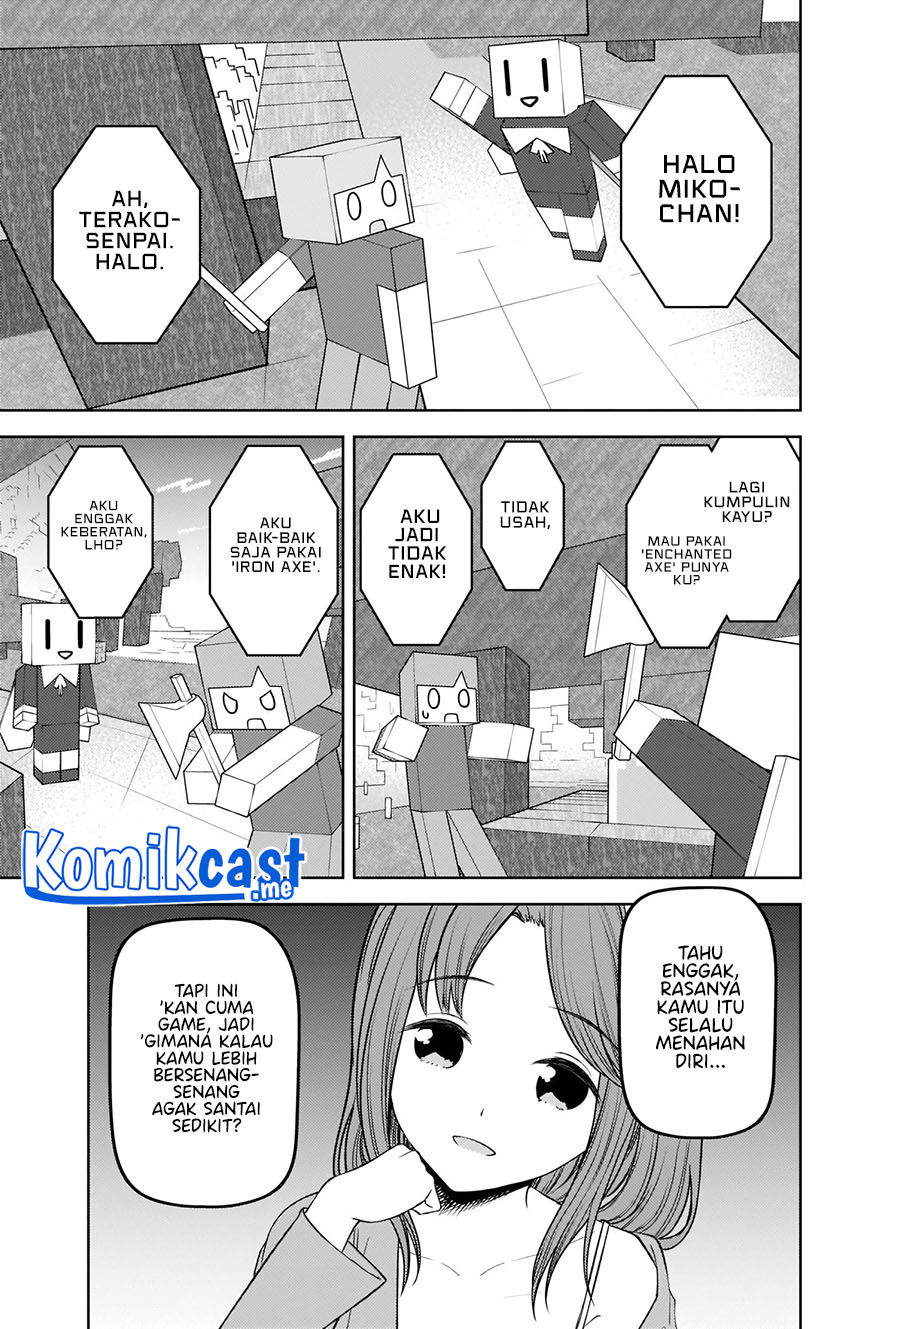 HALO
MIKO-
CHAN!
AH,
TERAKO-
SENPAI.
HALO.
LAGI
KUMPULIN
KAYU?
MAU PAKAI
'ENCHANTED
AXE' PUNYA
KU?
TIDAK
USAH,
AKU
JADI
TIDAK
ENAK!
AKU
BAIK-BAIK
SAJA PAKAI
'IRON AXE'.
AKU
ENGGAK
KEBERATAN,
LHO?
Komikcast
.me
TAHU
ENGGAK,
RASANYA
KAMU ITU
SELALU
MENAHAN
DIRI...
TAPI INI
'KAN CUMA
GAME, JADI
'GIMANA KALAU
KAMU LEBIH
BERSENANG-
SENANG
AGAK SANTAI
SEDIKIT?